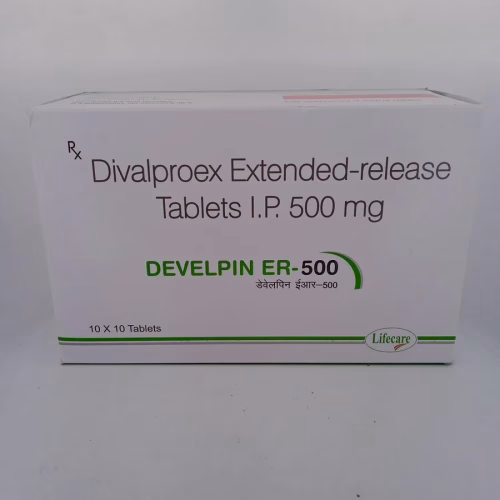 Rx
Divalproex Extended-release
Tablets I.P. 500 mg
DEVELPIN ER-500
डेवेलपिन ईआर–500
10 X 10 Tablets
Lifecare